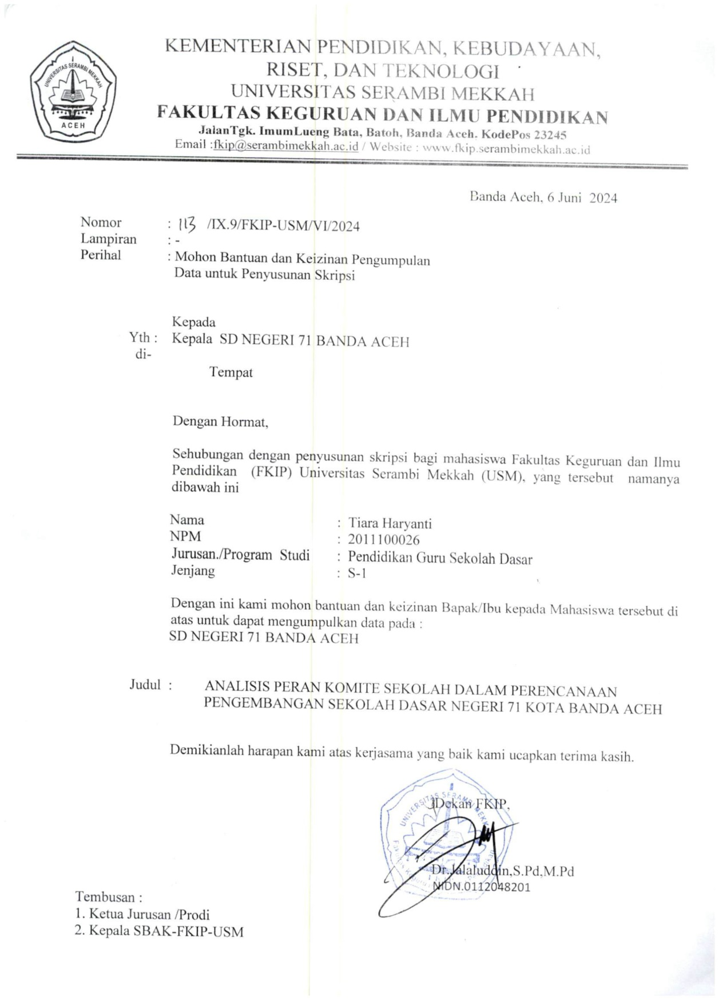 KEMENTERIAN PENDIDIKAN, KEBUDAYAAN,
RISET, DAN TEKNOLOGI
UNIVERSITAS SERAMBI MEKKAH
FAKULTAS KEGURUAN DAN ILMU PENDIDIKAN
JalanTgk. ImumLueng Bata, Batoh, Banda Aceh. KodePos 23245
Email :fkip@serambimekkah.ac.id / Website : www.fkip.serambimekkah.ac.id
UNIVERSITAS SERAMBI MEKKAH
ACEH
Banda Aceh, 6 Juni 2024
Nomor : 113 /IX.9/FKIP-USM/VI/2024
Lampiran : -
Perihal : Mohon Bantuan dan Keizinan Pengumpulan
Data untuk Penyusunan Skripsi
Kepada
Yth : Kepala SD NEGERI 71 BANDA ACEH
di-
Tempat
Dengan Hormat,
Sehubungan dengan penyusunan skripsi bagi mahasiswa Fakultas Keguruan dan Ilmu
Pendidikan (FKIP) Universitas Serambi Mekkah (USM), yang tersebut namanya
dibawah ini
Nama : Tiara Haryanti
NPM : 2011100026
Jurusan./Program Studi : Pendidikan Guru Sekolah Dasar
Jenjang : S-1
Dengan ini kami mohon bantuan dan keizinan Bapak/Ibu kepada Mahasiswa tersebut di
atas untuk dapat mengumpulkan data pada :
SD NEGERI 71 BANDA ACEH
Judul : ANALISIS PERAN KOMITE SEKOLAH DALAM PERENCANAAN
PENGEMBANGAN SEKOLAH DASAR NEGERI 71 KOTA BANDA ACEH
Demikianlah harapan kami atas kerjasama yang baik kami ucapkan terima kasih.
UNIVERSITAS SERAMBI MEKK
Dekan FKIP,
Dr.Jalaluddin,S.Pd,M.Pd
NIDN.0112048201
Tembusan :
1. Ketua Jurusan /Prodi
2. Kepala SBAK-FKIP-USM